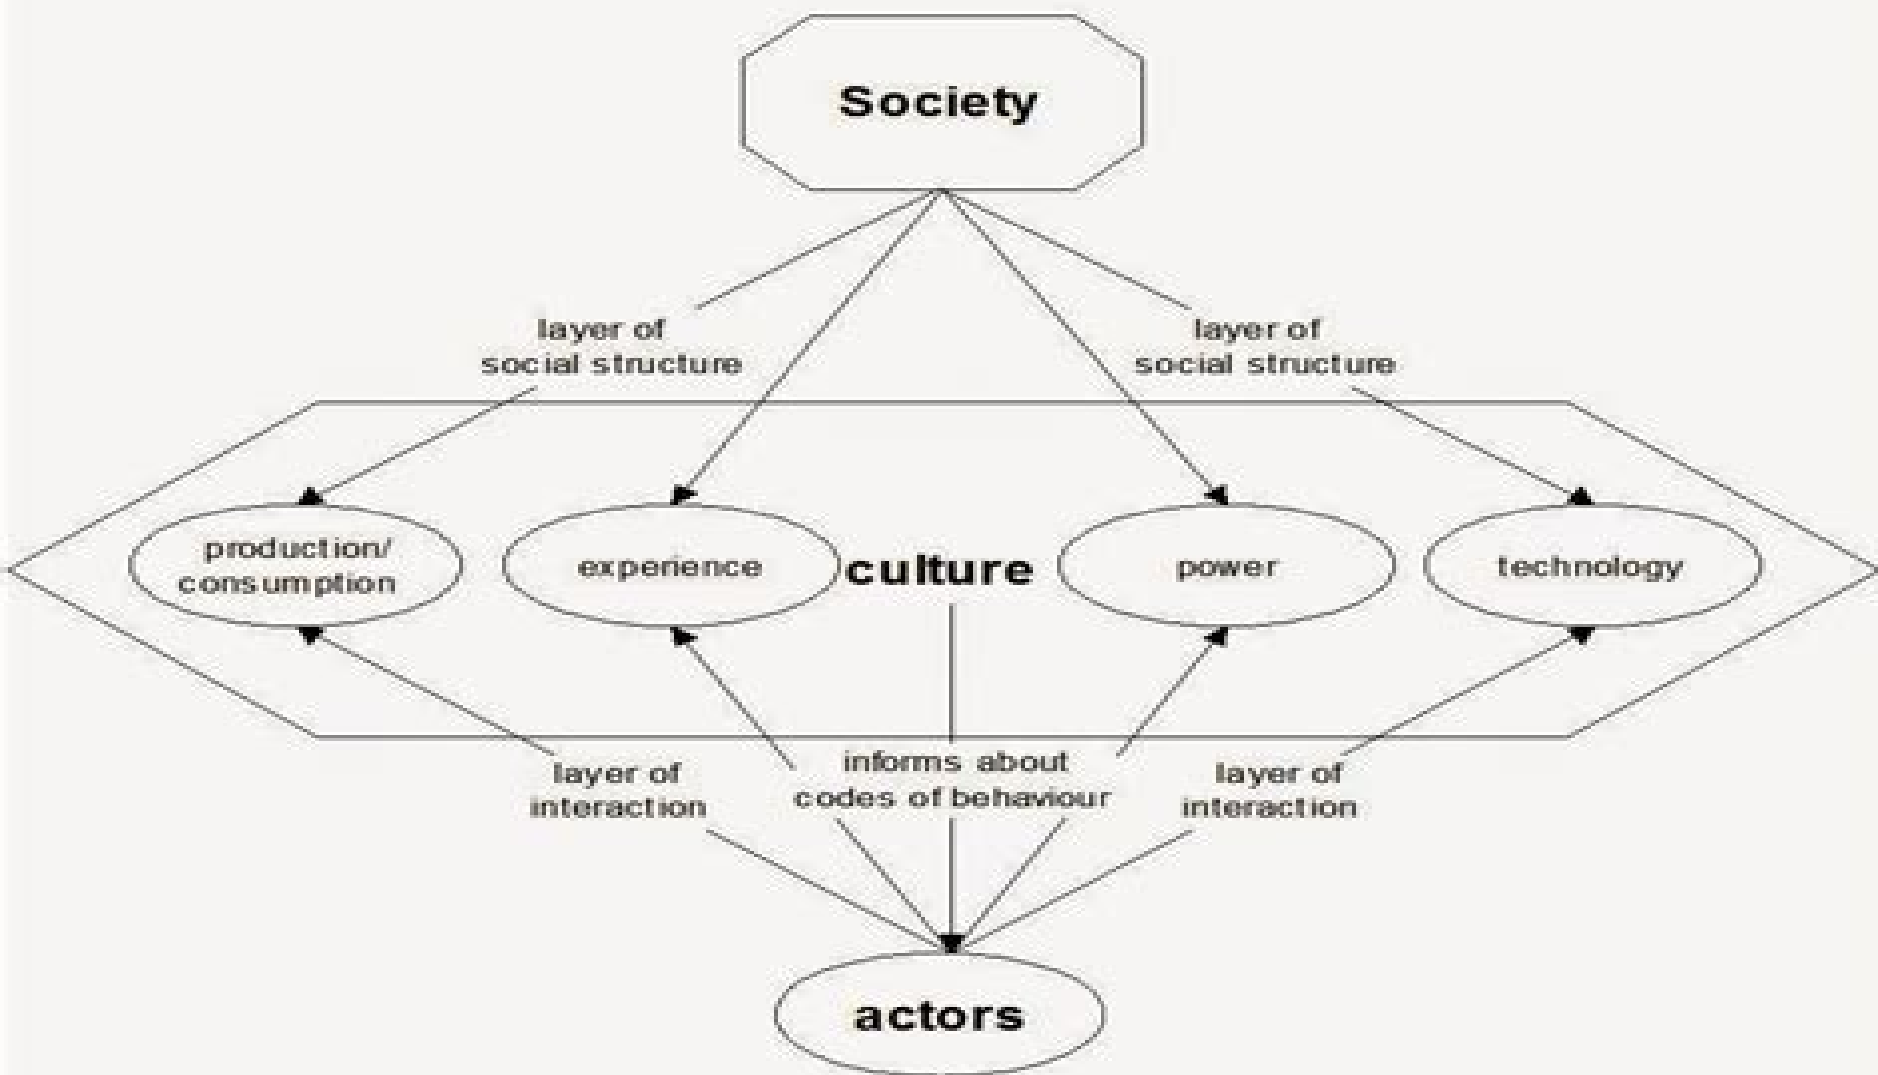 Society
layer of
social structure
layer of
social structure
production/
consumption
experience
culture
power
technology
layer of
interaction
informs about
codes of behaviour
layer of
interaction
actors